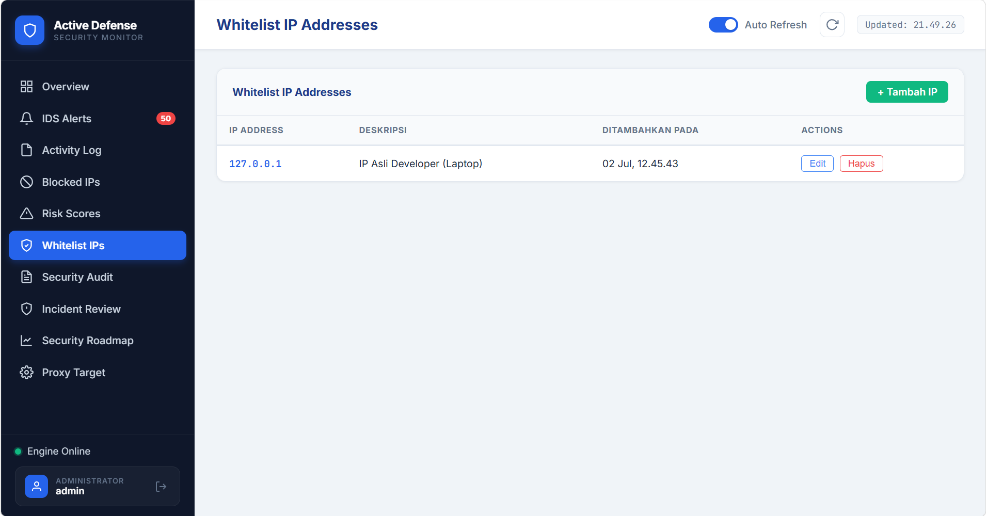 Active Defense
SECURITY MONITOR
Overview
IDS Alerts 50
Activity Log
Blocked IPs
Risk Scores
Whitelist IPs
Security Audit
Incident Review
Security Roadmap
Proxy Target
Engine Online
ADMINISTRATOR
admin
Whitelist IP Addresses
Auto Refresh
Updated: 21.49.26
Whitelist IP Addresses
+ Tambah IP
IP ADDRESS DESKRIPSI DITAMBAHKAN PADA ACTIONS
127.0.0.1 IP Asli Developer (Laptop) 02 Jul, 12.45.43 Edit Hapus